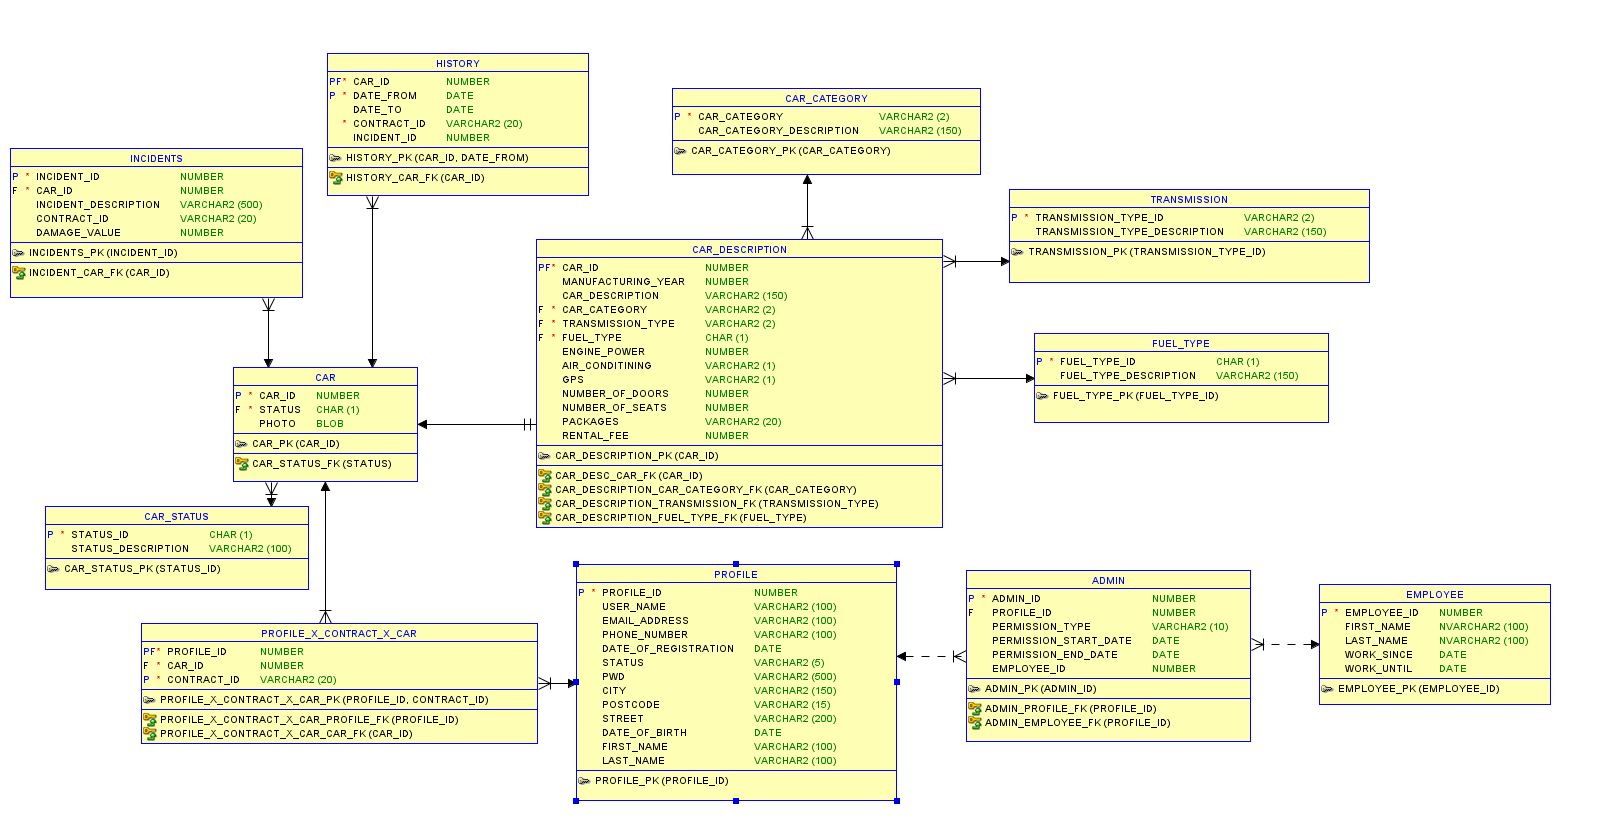 HISTORY
PF* CAR_ID NUMBER
P * DATE_FROM DATE
DATE_TO DATE
* CONTRACT_ID VARCHAR2 (20)
INCIDENT_ID NUMBER
HISTORY_PK (CAR_ID, DATE_FROM)
HISTORY_CAR_FK (CAR_ID)
CAR_CATEGORY
P * CAR_CATEGORY VARCHAR2 (2)
CAR_CATEGORY_DESCRIPTION VARCHAR2 (150)
CAR_CATEGORY_PK (CAR_CATEGORY)
INCIDENTS
P * INCIDENT_ID NUMBER
F * CAR_ID NUMBER
INCIDENT_DESCRIPTION VARCHAR2 (500)
CONTRACT_ID VARCHAR2 (20)
DAMAGE_VALUE NUMBER
INCIDENTS_PK (INCIDENT_ID)
INCIDENT_CAR_FK (CAR_ID)
TRANSMISSION
P * TRANSMISSION_TYPE_ID VARCHAR2 (2)
TRANSMISSION_TYPE_DESCRIPTION VARCHAR2 (150)
TRANSMISSION_PK (TRANSMISSION_TYPE_ID)
CAR_DESCRIPTION
PF* CAR_ID NUMBER
MANUFACTURING_YEAR NUMBER
CAR_DESCRIPTION VARCHAR2 (150)
F * CAR_CATEGORY VARCHAR2 (2)
F * TRANSMISSION_TYPE VARCHAR2 (2)
F * FUEL_TYPE CHAR (1)
ENGINE_POWER NUMBER
AIR_CONDITINING VARCHAR2 (1)
GPS VARCHAR2 (1)
NUMBER_OF_DOORS NUMBER
NUMBER_OF_SEATS NUMBER
PACKAGES VARCHAR2 (20)
RENTAL_FEE NUMBER
CAR_DESCRIPTION_PK (CAR_ID)
CAR_DESC_CAR_FK (CAR_ID)
CAR_DESCRIPTION_CAR_CATEGORY_FK (CAR_CATEGORY)
CAR_DESCRIPTION_TRANSMISSION_FK (TRANSMISSION_TYPE)
CAR_DESCRIPTION_FUEL_TYPE_FK (FUEL_TYPE)
FUEL_TYPE
P * FUEL_TYPE_ID CHAR (1)
FUEL_TYPE_DESCRIPTION VARCHAR2 (150)
FUEL_TYPE_PK (FUEL_TYPE_ID)
CAR
P * CAR_ID NUMBER
F * STATUS CHAR (1)
PHOTO BLOB
CAR_PK (CAR_ID)
CAR_STATUS_FK (STATUS)
CAR_STATUS
P * STATUS_ID CHAR (1)
STATUS_DESCRIPTION VARCHAR2 (100)
CAR_STATUS_PK (STATUS_ID)
PROFILE_X_CONTRACT_X_CAR
PF* PROFILE_ID NUMBER
F * CAR_ID NUMBER
P * CONTRACT_ID VARCHAR2 (20)
PROFILE_X_CONTRACT_X_CAR_PK (PROFILE_ID, CONTRACT_ID)
PROFILE_X_CONTRACT_X_CAR_PROFILE_FK (PROFILE_ID)
PROFILE_X_CONTRACT_X_CAR_CAR_FK (CAR_ID)
PROFILE
P * PROFILE_ID NUMBER
USER_NAME VARCHAR2 (100)
EMAIL_ADDRESS VARCHAR2 (100)
PHONE_NUMBER VARCHAR2 (100)
DATE_OF_REGISTRATION DATE
STATUS VARCHAR2 (5)
PWD VARCHAR2 (500)
CITY VARCHAR2 (150)
POSTCODE VARCHAR2 (15)
STREET VARCHAR2 (200)
DATE_OF_BIRTH DATE
FIRST_NAME VARCHAR2 (100)
LAST_NAME VARCHAR2 (100)
PROFILE_PK (PROFILE_ID)
ADMIN
P * ADMIN_ID NUMBER
F PROFILE_ID NUMBER
PERMISSION_TYPE VARCHAR2 (10)
PERMISSION_START_DATE DATE
PERMISSION_END_DATE DATE
EMPLOYEE_ID NUMBER
ADMIN_PK (ADMIN_ID)
ADMIN_PROFILE_FK (PROFILE_ID)
ADMIN_EMPLOYEE_FK (PROFILE_ID)
EMPLOYEE
P * EMPLOYEE_ID NUMBER
FIRST_NAME NVARCHAR2 (100)
LAST_NAME NVARCHAR2 (100)
WORK_SINCE DATE
WORK_UNTIL DATE
EMPLOYEE_PK (EMPLOYEE_ID)